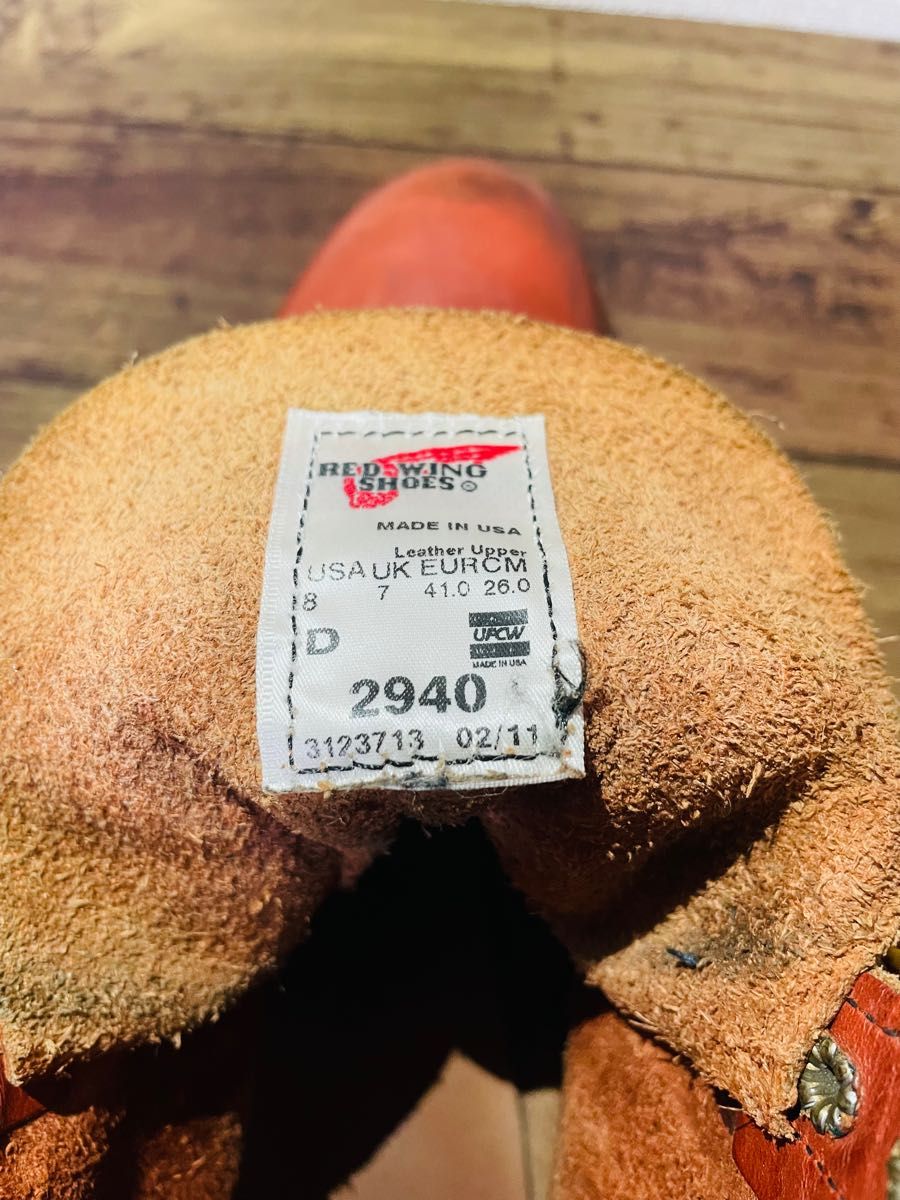 RED WING
SHOES ®
MADE IN USA
Leather Upper
USA UK EUR CM
8 7 41.0 26.0
D
UFCW
MADE IN USA
2940
3123713 02/11